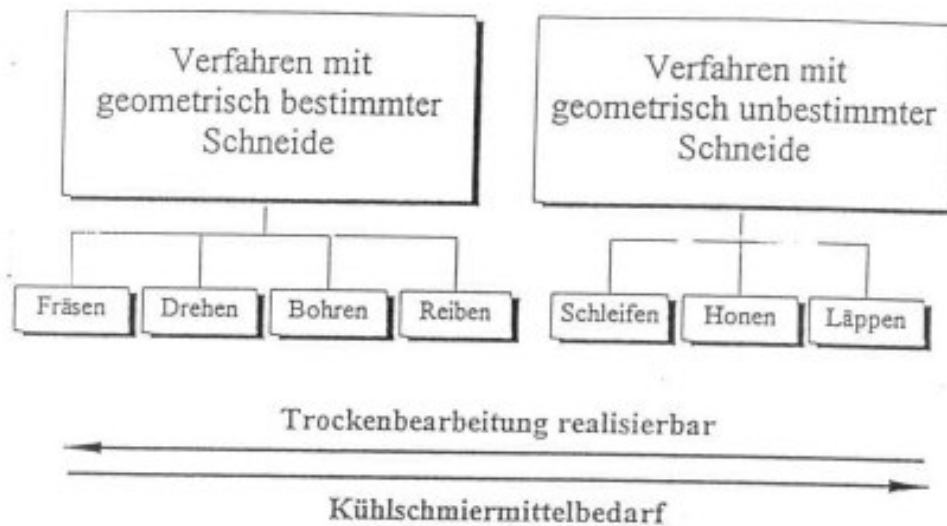 Verfahren mit
geometrisch bestimmter
Schneide
Verfahren mit
geometrisch unbestimmter
Schneide
Fräsen
Drehen
Bohren
Reiben
Schleifen
Honen
Läppen
Trockenbearbeitung realisierbar
Kühlschmiermittelbedarf